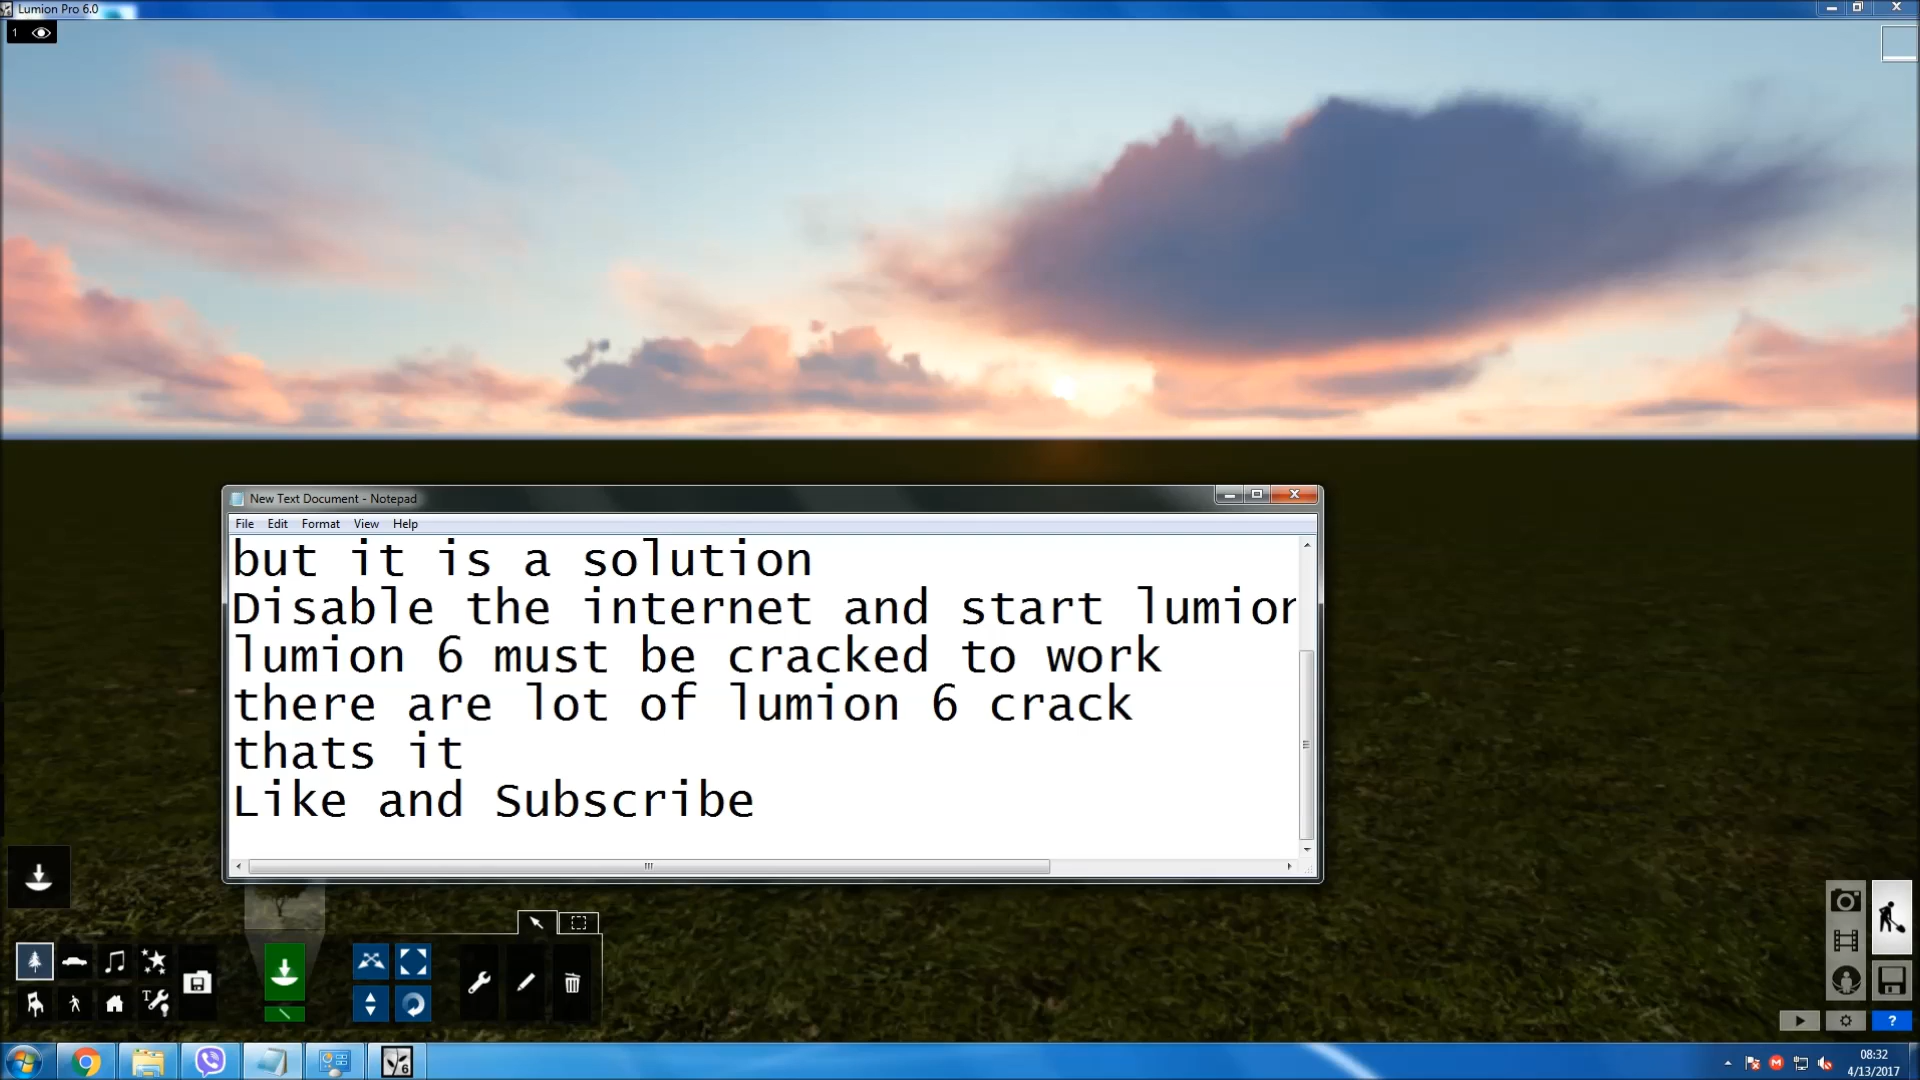 Lumion Pro 6.0
1
New Text Document - Notepad
File Edit Format View Help
but it is a solution
Disable the internet and start lumion
lumion 6 must be cracked to work
there are lot of lumion 6 crack
thats it
Like and Subscribe
T
?
6
M
08:32
4/13/2017